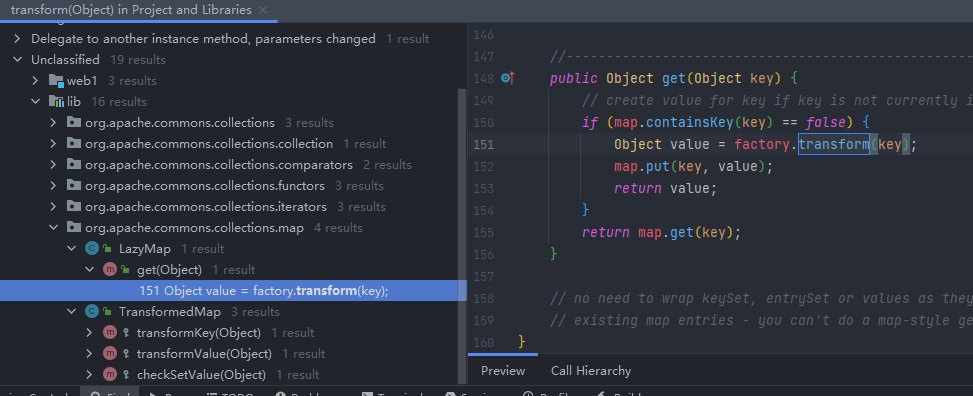 transform(Object) in Project and Libraries
Delegate to another instance method, parameters changed 1 result
Unclassified 19 results
web1 3 results
lib 16 results
org.apache.commons.collections 3 results
org.apache.commons.collections.collection 1 result
org.apache.commons.collections.comparators 2 results
org.apache.commons.collections.functors 3 results
org.apache.commons.collections.iterators 3 results
org.apache.commons.collections.map 4 results
LazyMap 1 result
get(Object) 1 result
151 Object value = factory.transform(key);
TransformedMap 3 results
transformKey(Object) 1 result
transformValue(Object) 1 result
checkSetValue(Object) 1 result
146
147 //-----------------------------------------------------
148 public Object get(Object key) {
149 // create value for key if key is not currently i
150 if (map.containsKey(key) == false) {
151 Object value = factory.transform(key);
152 map.put(key, value);
153 return value;
154 }
155 return map.get(key);
156 }
157
158 // no need to wrap keySet, entrySet or values as they
159 // existing map entries - you can't do a map-style ge
160 }
Preview Call Hierarchy